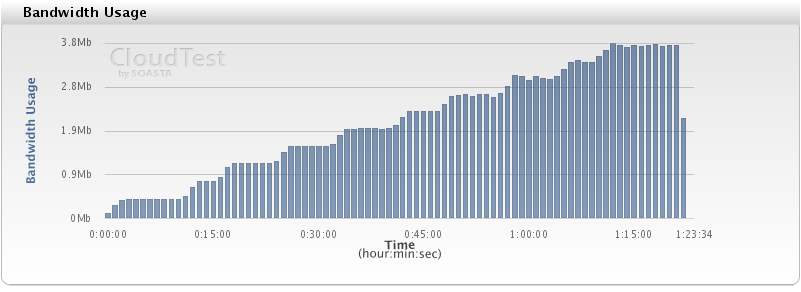 Bandwidth Usage
3.8Mb
CloudTest
by SOASTA
2.8Mb
1.9Mb
Bandwidth Usage
0.9Mb
0Mb
0:00:00 0:15:00 0:30:00 0:45:00 1:00:00 1:15:00 1:23:34
Time
(hour:min:sec)